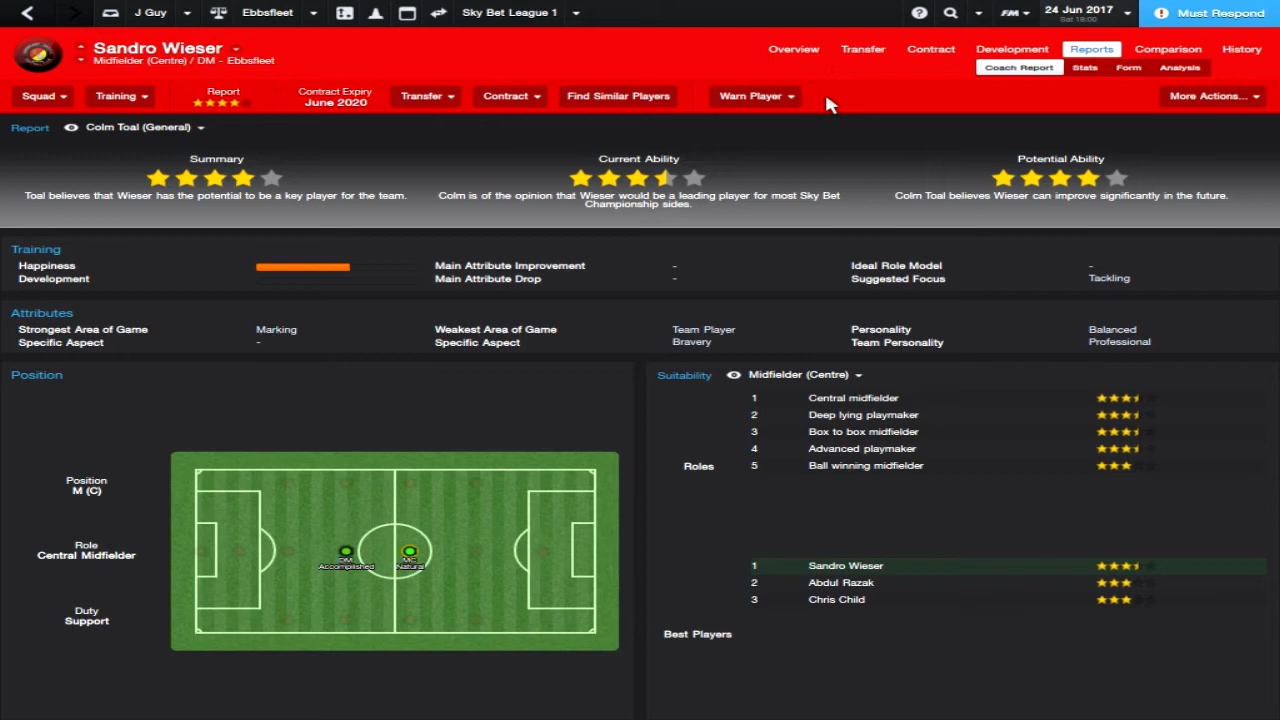 J Guy Ebbsfleet Sky Bet League 1 FM 24 Jun 2017 Must Respond
Sat 18:00
Sandro Wieser
Midfielder (Centre) / DM - Ebbsfleet
Overview Transfer Contract Development Reports Comparison History
Coach Report Stats Form Analysis
Squad Training Report Contract Expiry June 2020 Transfer Contract Find Similar Players Warn Player More Actions...
Report Colm Toal (General)
Summary Current Ability Potential Ability
Toal believes that Wieser has the potential to be a key player for the team.
Colm is of the opinion that Wieser would be a leading player for most Sky Bet
Championship sides.
Colm Toal believes Wieser can improve significantly in the future.
Training
Happiness Main Attribute Improvement - Ideal Role Model -
Development Main Attribute Drop - Suggested Focus Tackling
Attributes
Strongest Area of Game Marking Weakest Area of Game Team Player Personality Balanced
Specific Aspect - Specific Aspect Bravery Team Personality Professional
Position
Position
M (C)
Role
Central Midfielder
Duty
Support
DM
Accomplished
MC
Natural
Suitability Midfielder (Centre)
Roles
1 Central midfielder
2 Deep lying playmaker
3 Box to box midfielder
4 Advanced playmaker
5 Ball winning midfielder
1 Sandro Wieser
2 Abdul Razak
3 Chris Child
Best Players